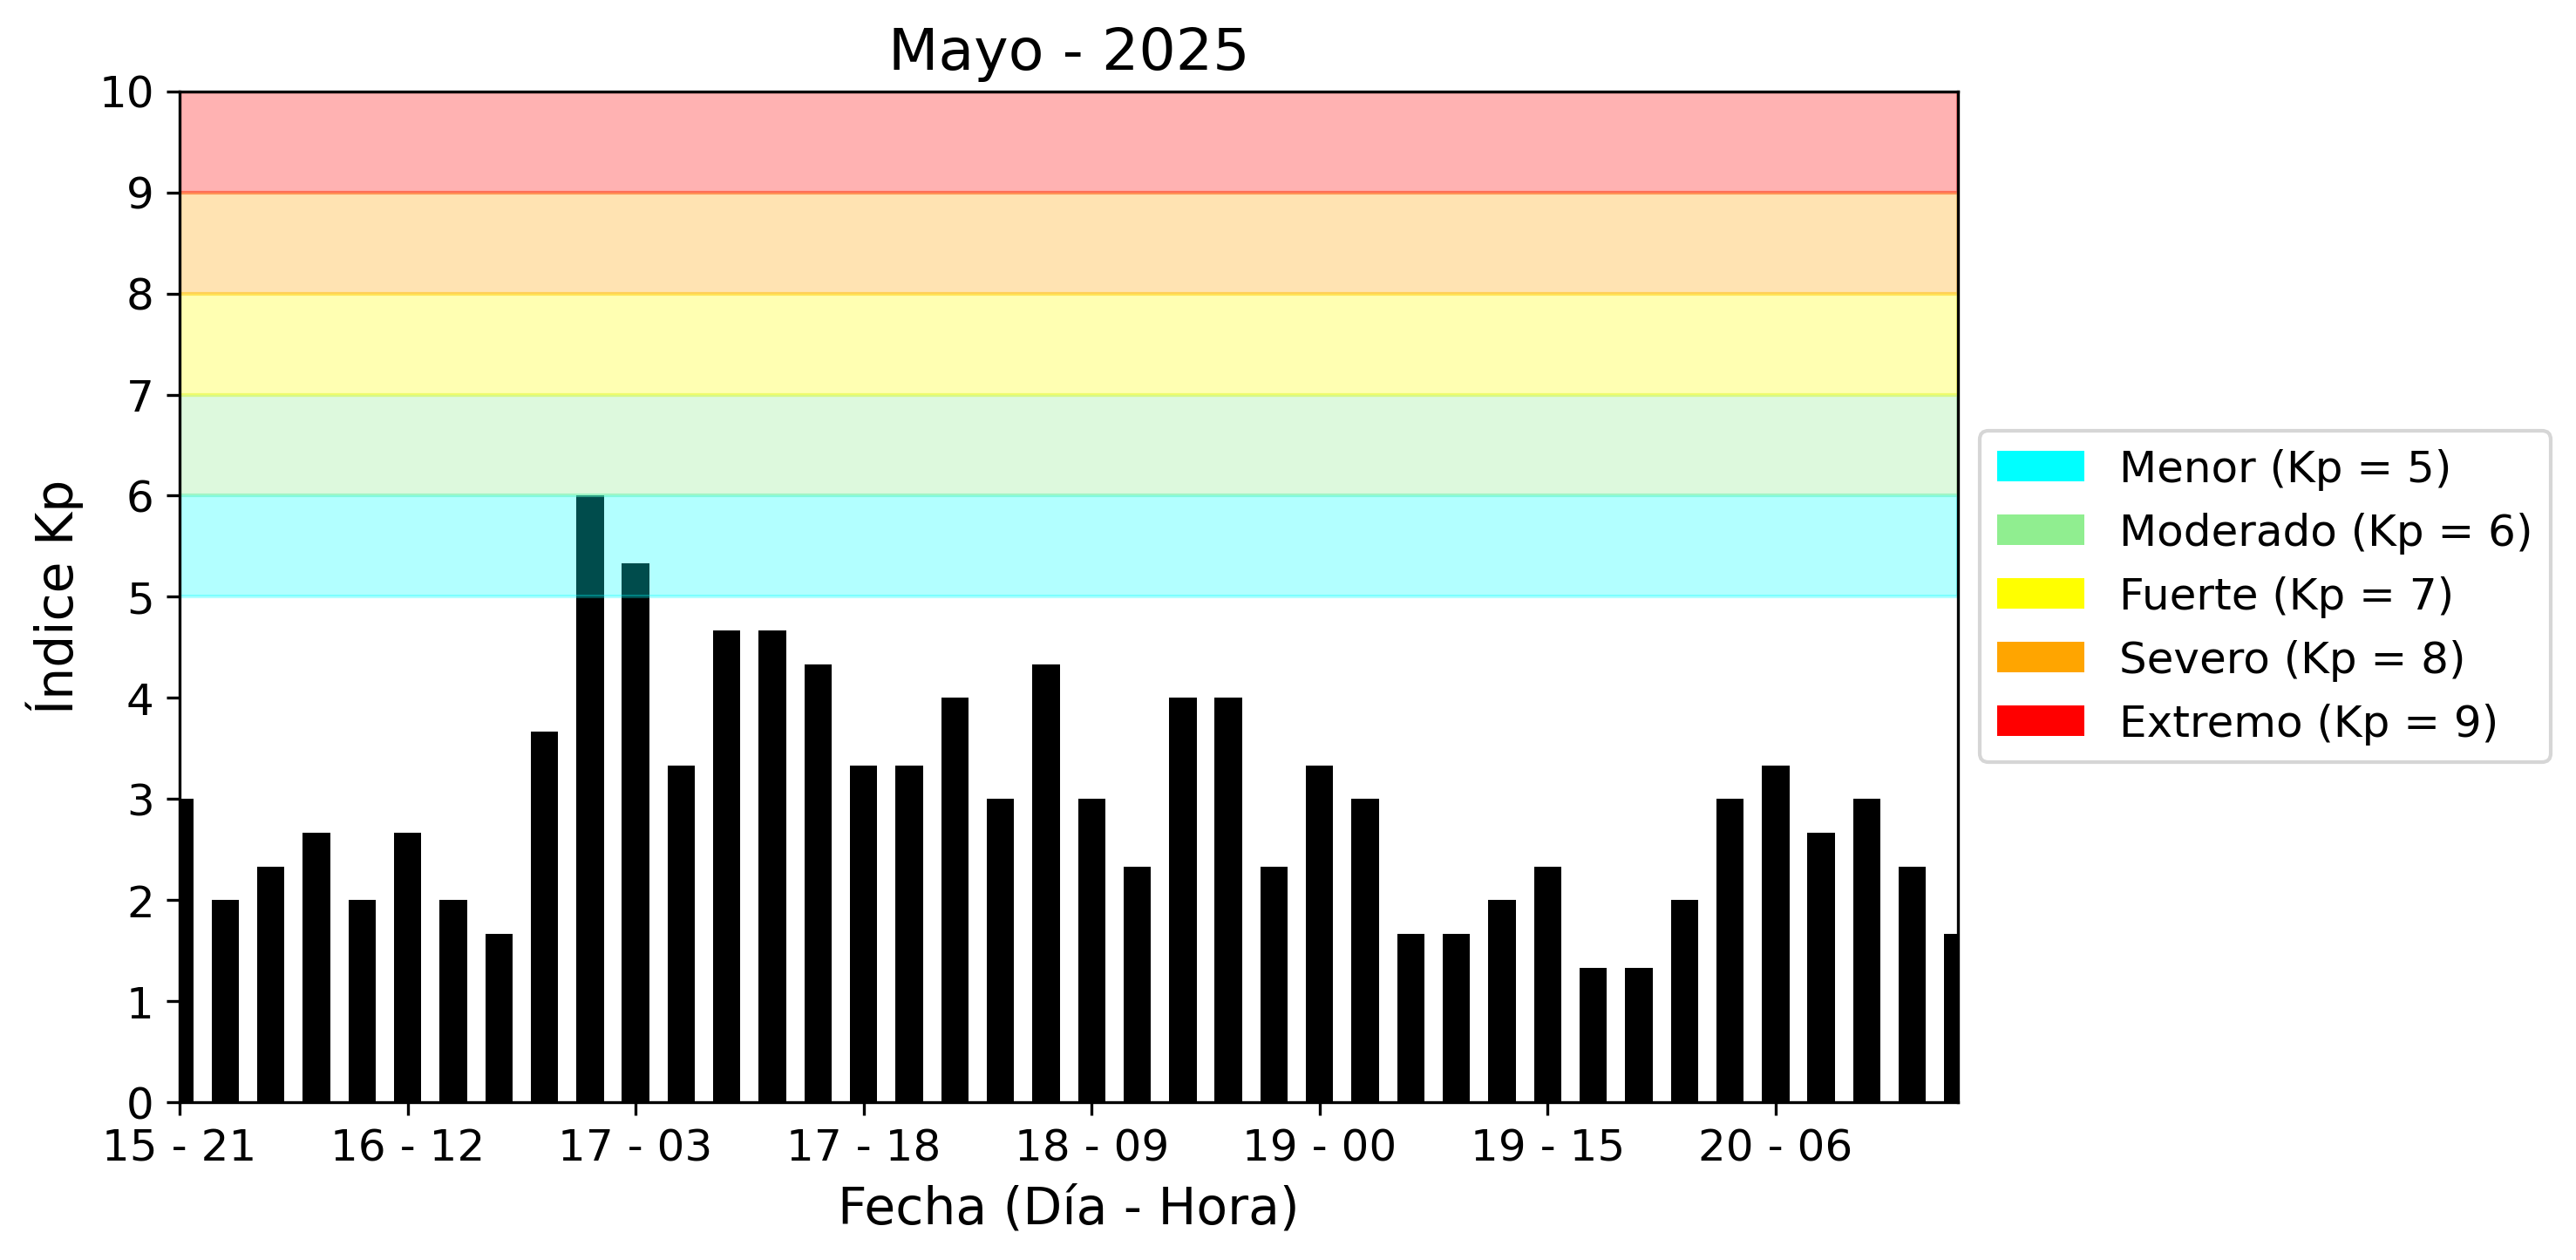 Mayo - 2025
10
9
8
7
6
5
4
3
2
1
0
Índice Kp
15 - 21
16 - 12
17 - 03
17 - 18
18 - 09
19 - 00
19 - 15
20 - 06
Fecha (Día - Hora)
Menor (Kp = 5)
Moderado (Kp = 6)
Fuerte (Kp = 7)
Severo (Kp = 8)
Extremo (Kp = 9)